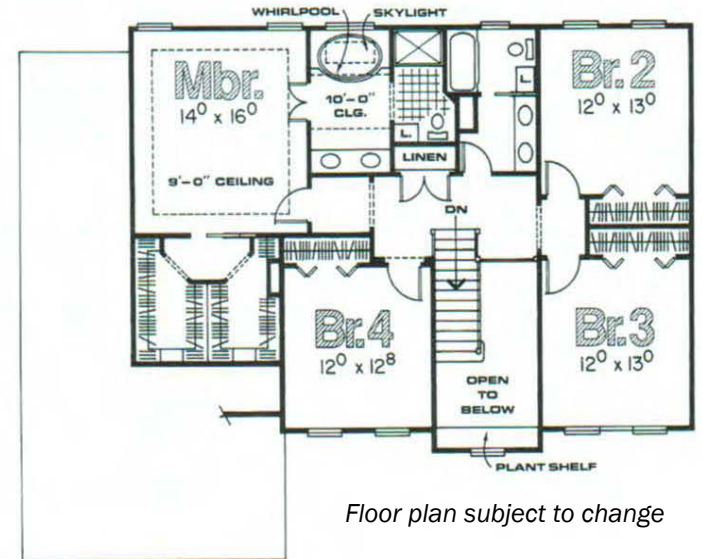 WHIRLPOOL
SKYLIGHT
Mbr.
14⁰ x 16⁰
9'-0" CEILING
10'-0"
CLG.
L.
L.
LINEN
DN
Br. 2
12⁰ x 13⁰
Br. 4
12⁰ x 12⁸
Br. 3
12⁰ x 13⁰
OPEN
TO
BELOW
PLANT SHELF
Floor plan subject to change